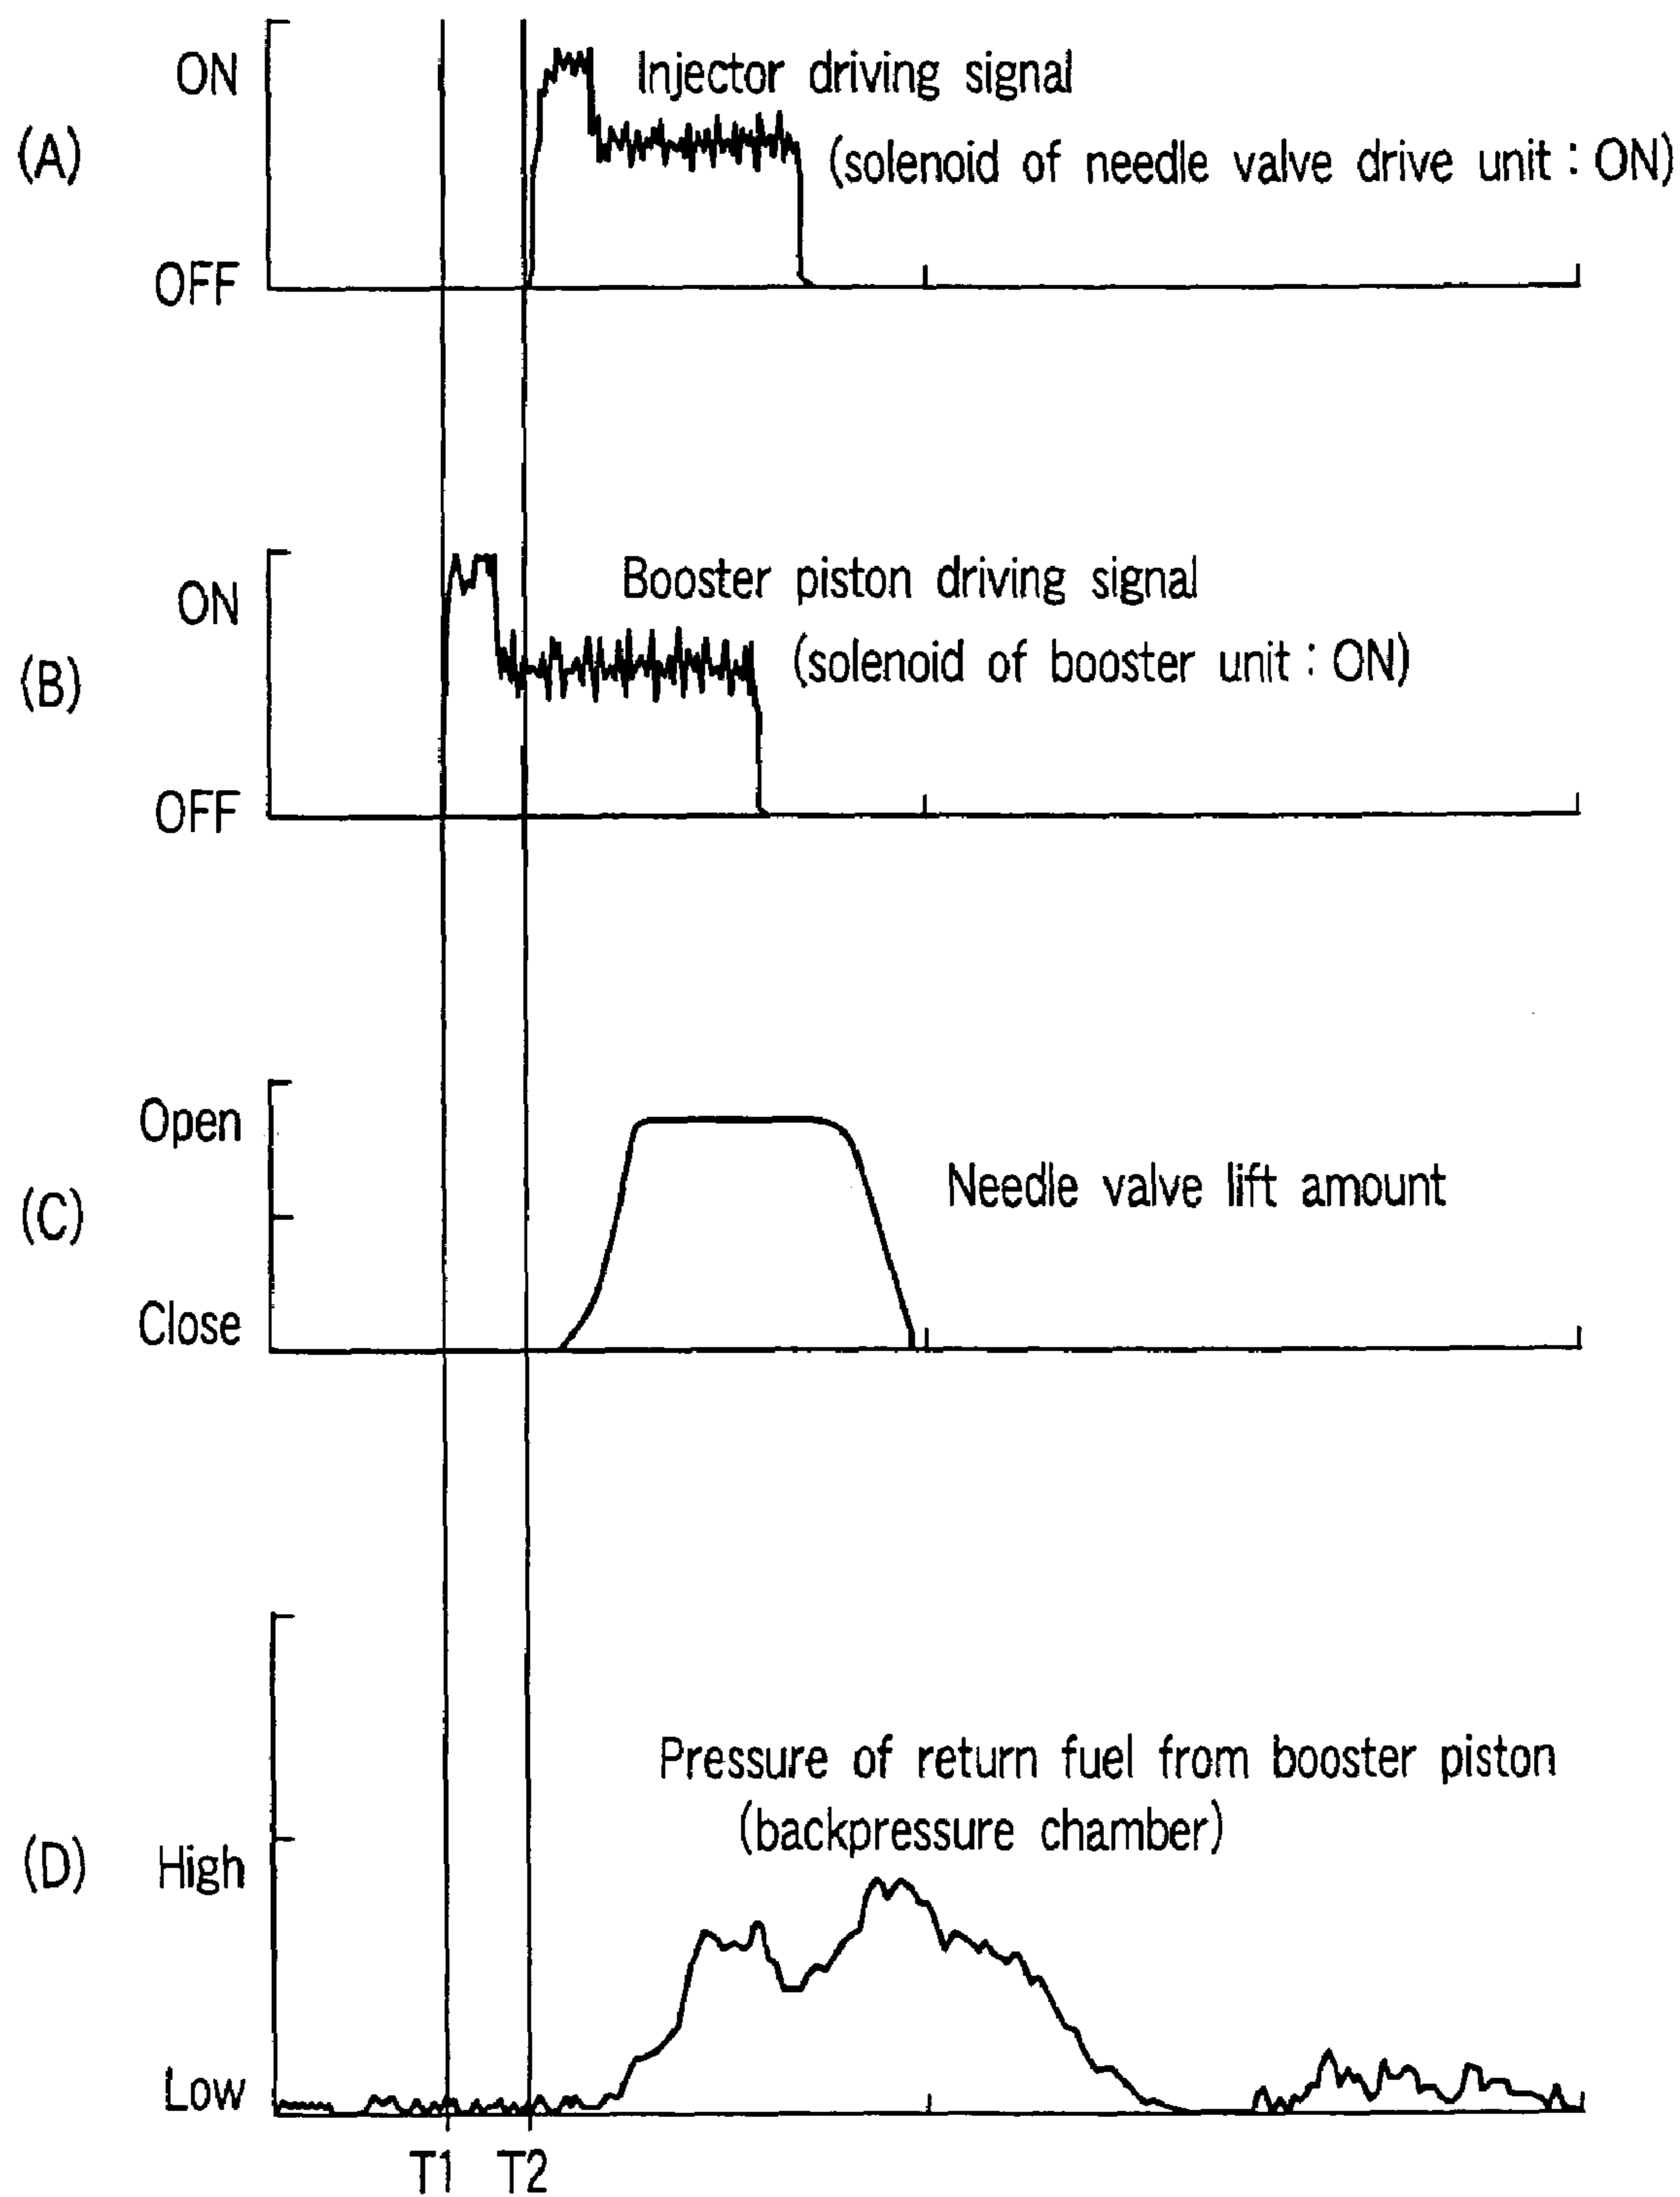 (A)
ON
OFF
Injector driving signal
(solenoid of needle valve drive unit : ON)
(B)
ON
OFF
Booster piston driving signal
(solenoid of booster unit : ON)
(C)
Open
Close
Needle valve lift amount
(D)
High
Low
Pressure of return fuel from booster piston
(backpressure chamber)
T1 T2